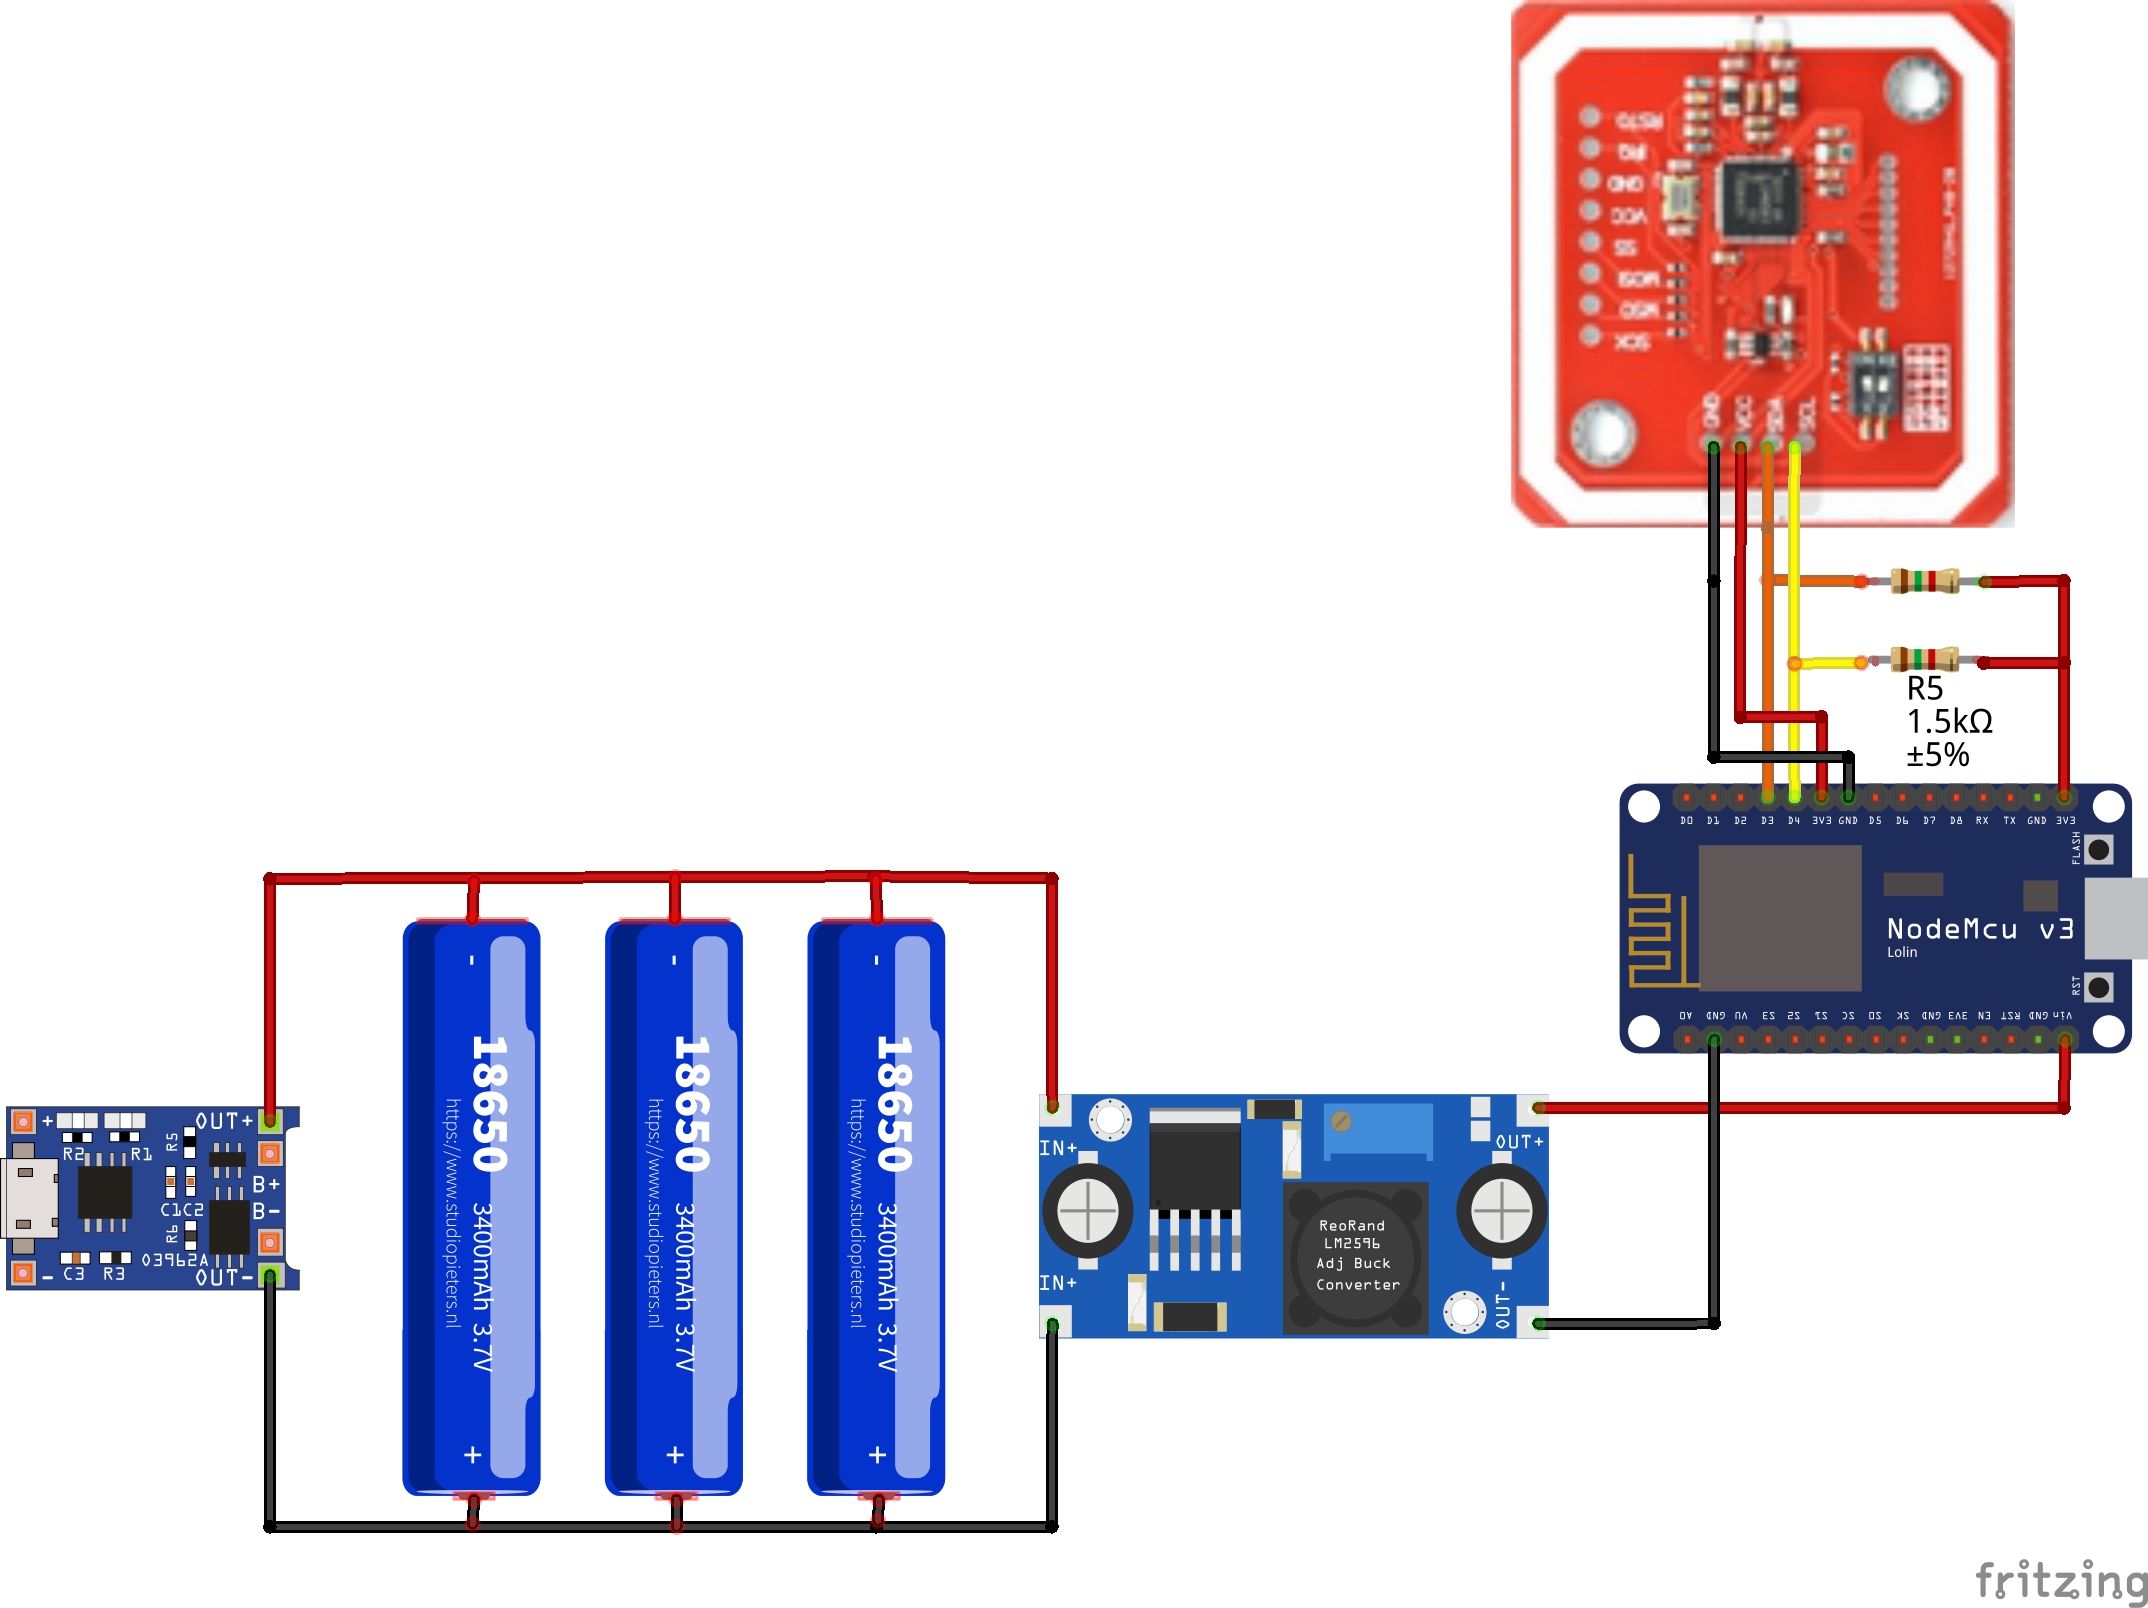 RSTO
IRQ
GND
VCC
SS
MOSI
MISO
SCK
GND
VCC
SDA
SCL
R5
1.5kΩ
±5%
D0 D1 D2 D3 D4 3V3 GND D5 D6 D7 D8 RX TX GND 3V3
FLASH
NodeMcu v3
Lolin
RST
A0 GND VU S3 S2 S1 SC SO SK GND 3V3 EN RST GND Vin
-
18650
3400mAh 3.7V
https://www.studiopieters.nl
+
-
18650
3400mAh 3.7V
https://www.studiopieters.nl
+
-
18650
3400mAh 3.7V
https://www.studiopieters.nl
+
+
OUT+
R2
R1
R5
B+
B-
C1
C2
R6
03962A
C3
R3
-
OUT-
IN+
OUT+
ReoRand
LM2596
Adj Buck
Converter
IN+
OUT-
fritzing